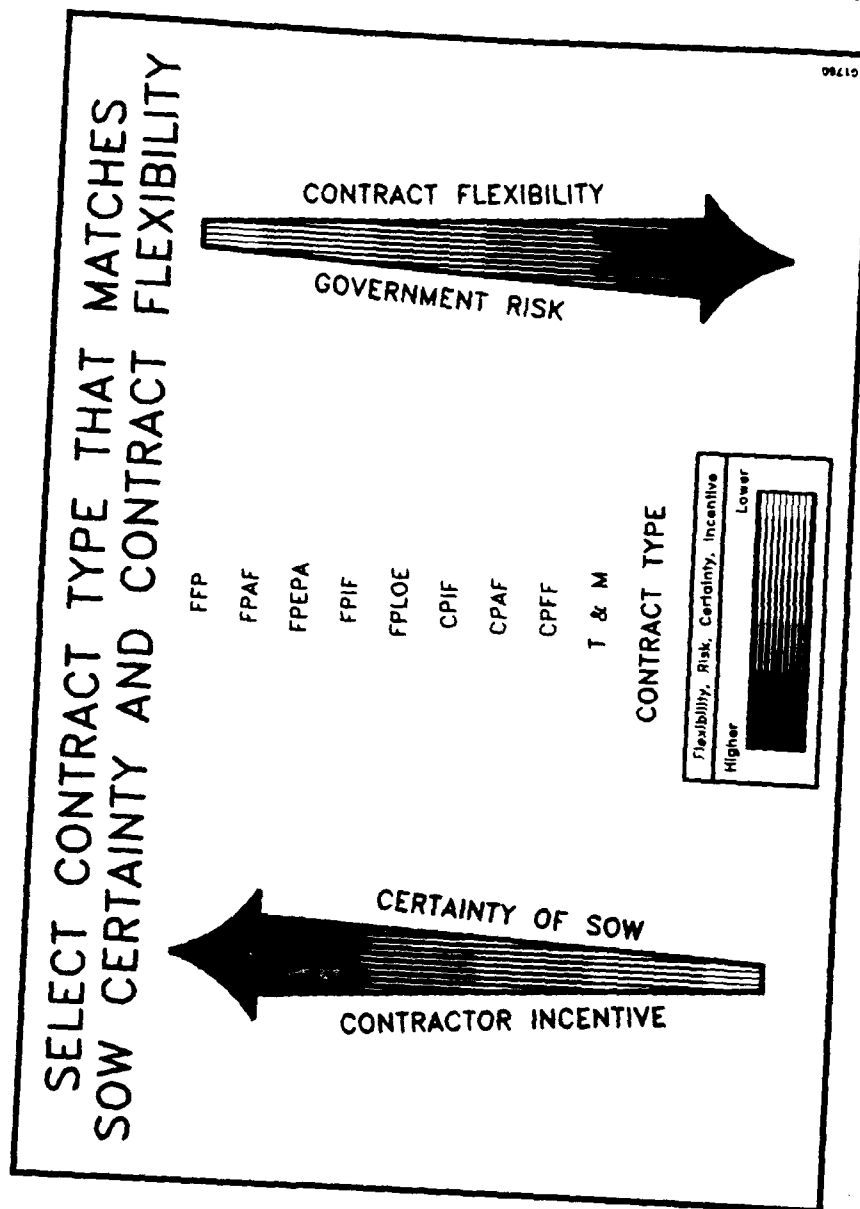 SELECT CONTRACT TYPE THAT MATCHES
SOW CERTAINTY AND CONTRACT FLEXIBILITY
CERTAINTY OF SOW
CONTRACTOR INCENTIVE
FFP
FPAF
FPEPA
FPIF
FPLOE
CPIF
CPAF
CPFF
T & M
CONTRACT TYPE
CONTRACT FLEXIBILITY
GOVERNMENT RISK
Flexibility, Risk, Certainty, Incentive
Higher Lower